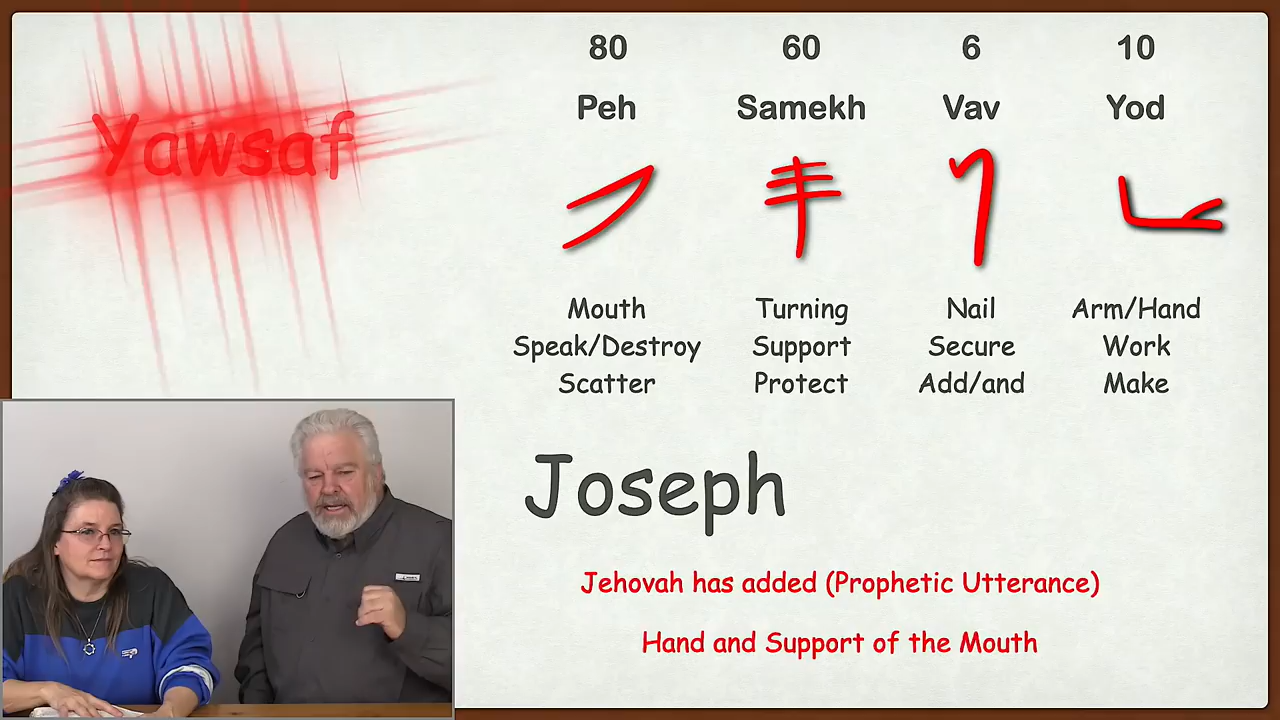 Yawsaf
80 60 6 10
Peh Samekh Vav Yod
Mouth Turning Nail Arm/Hand
Speak/Destroy Support Secure Work
Scatter Protect Add/and Make
Joseph
Jehovah has added (Prophetic Utterance)
Hand and Support of the Mouth